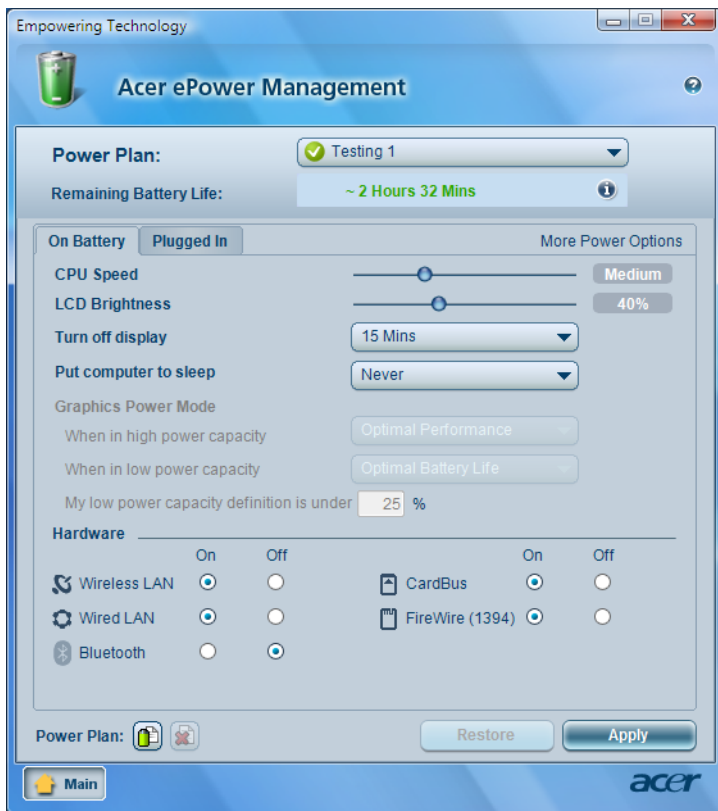 Empowering Technology
Acer ePower Management
Power Plan:
Testing 1
Remaining Battery Life:
~ 2 Hours 32 Mins
On Battery
Plugged In
More Power Options
CPU Speed
Medium
LCD Brightness
40%
Turn off display
15 Mins
Put computer to sleep
Never
Graphics Power Mode
When in high power capacity
Optimal Performance
When in low power capacity
Optimal Battery Life
My low power capacity definition is under 25 %
Hardware
On Off
On Off
Wireless LAN
CardBus
Wired LAN
FireWire (1394)
Bluetooth
Power Plan:
Restore
Apply
Main
acer